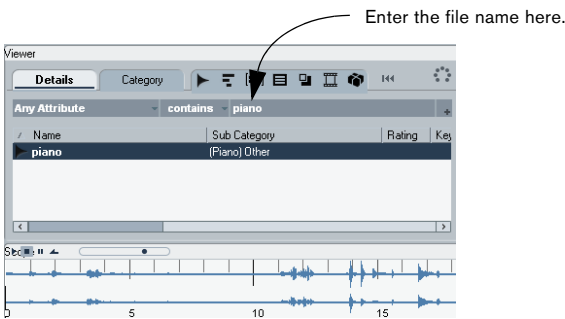 Enter the file name here.
Viewer
Details Category
Any Attribute contains piano +
/ Name Sub Category Rating Key
piano (Piano) Other
0 5 10 15